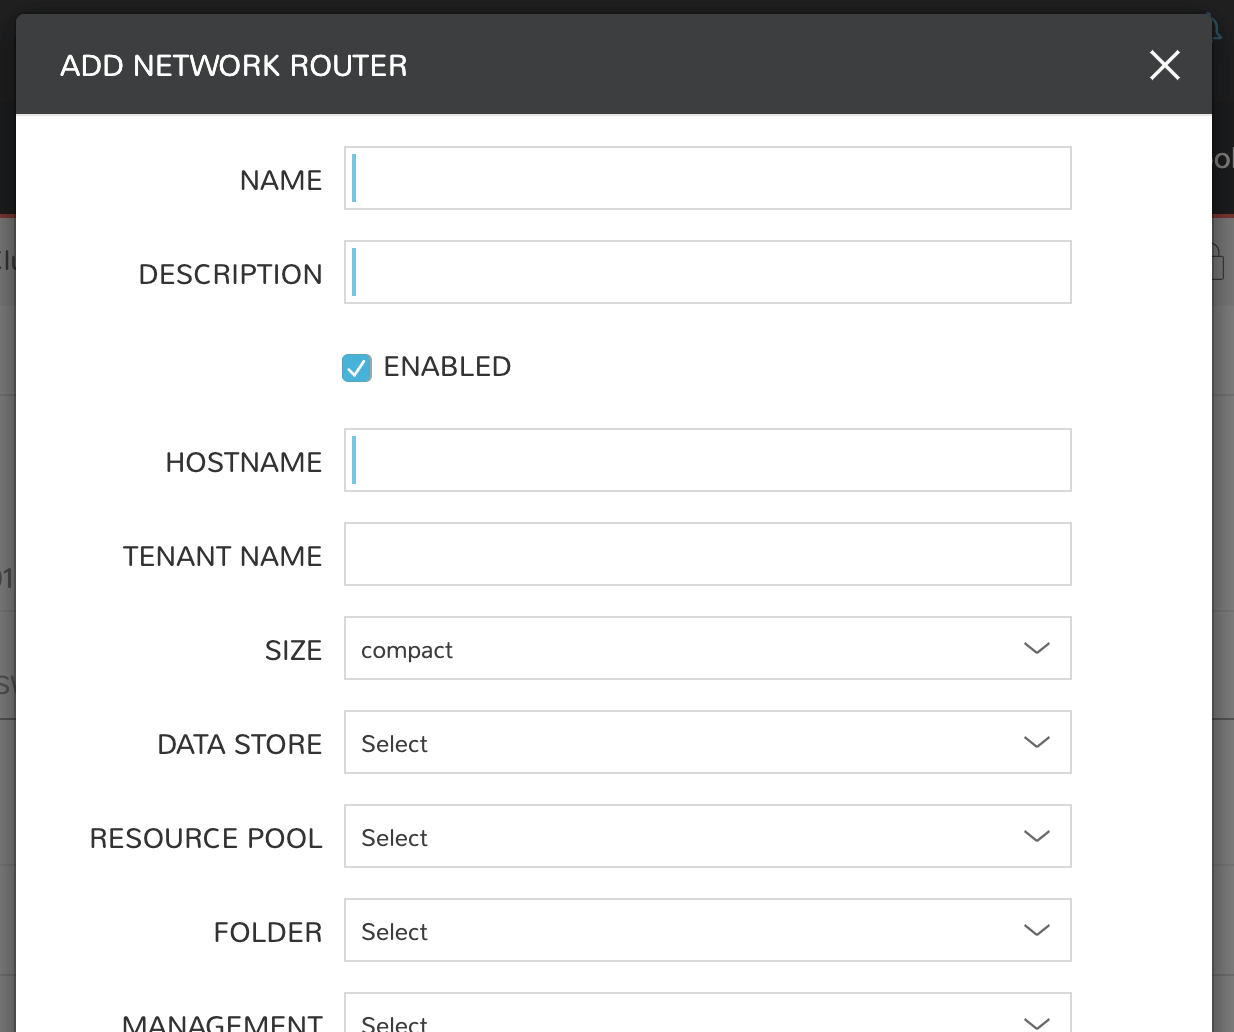 ADD NETWORK ROUTER
NAME
DESCRIPTION
ENABLED
HOSTNAME
TENANT NAME
SIZE compact
DATA STORE Select
RESOURCE POOL Select
FOLDER Select
MANAGEMENT Select